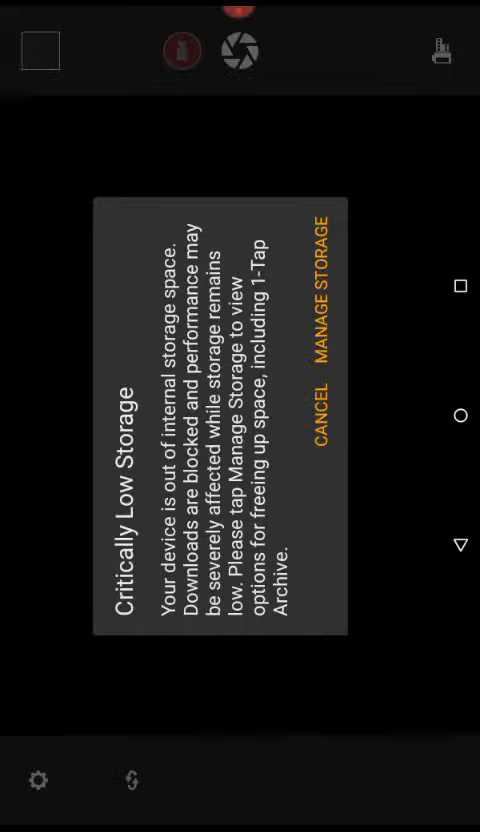 Critically Low Storage
Your device is out of internal storage space.
Downloads are blocked and performance may
be severely affected while storage remains
low. Please tap Manage Storage to view
options for freeing up space, including 1-Tap
Archive.
CANCEL MANAGE STORAGE